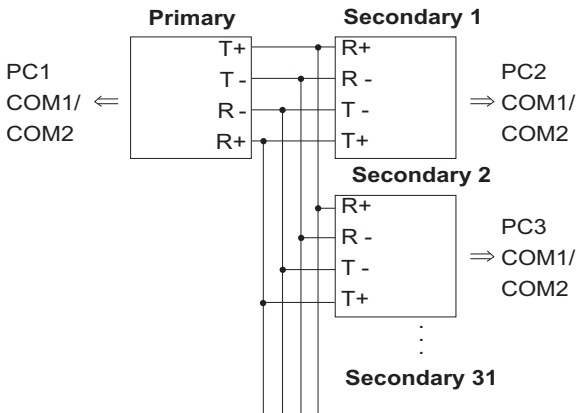 Primary
PC1
COM1/
COM2
⇐
T+
T -
R -
R+
Secondary 1
R+
R -
T -
T+
⇒
PC2
COM1/
COM2
Secondary 2
R+
R -
T -
T+
⇒
PC3
COM1/
COM2
Secondary 31